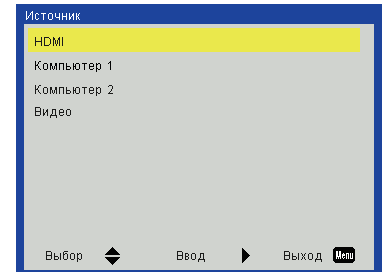 Источник
HDMI
Компьютер 1
Компьютер 2
Видео
Выбор Ввод Выход Menu